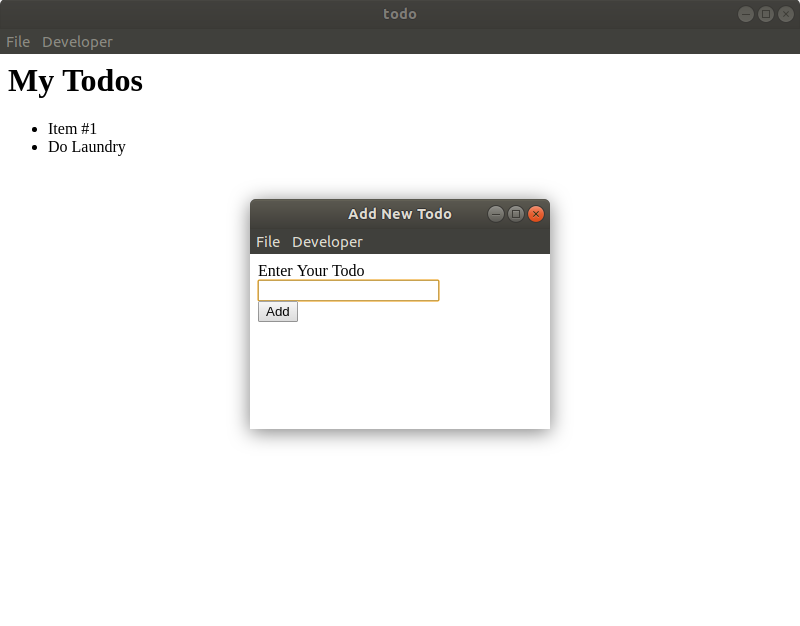 todo
File Developer
My Todos
Item #1
Do Laundry
Add New Todo
File Developer
Enter Your Todo
Add